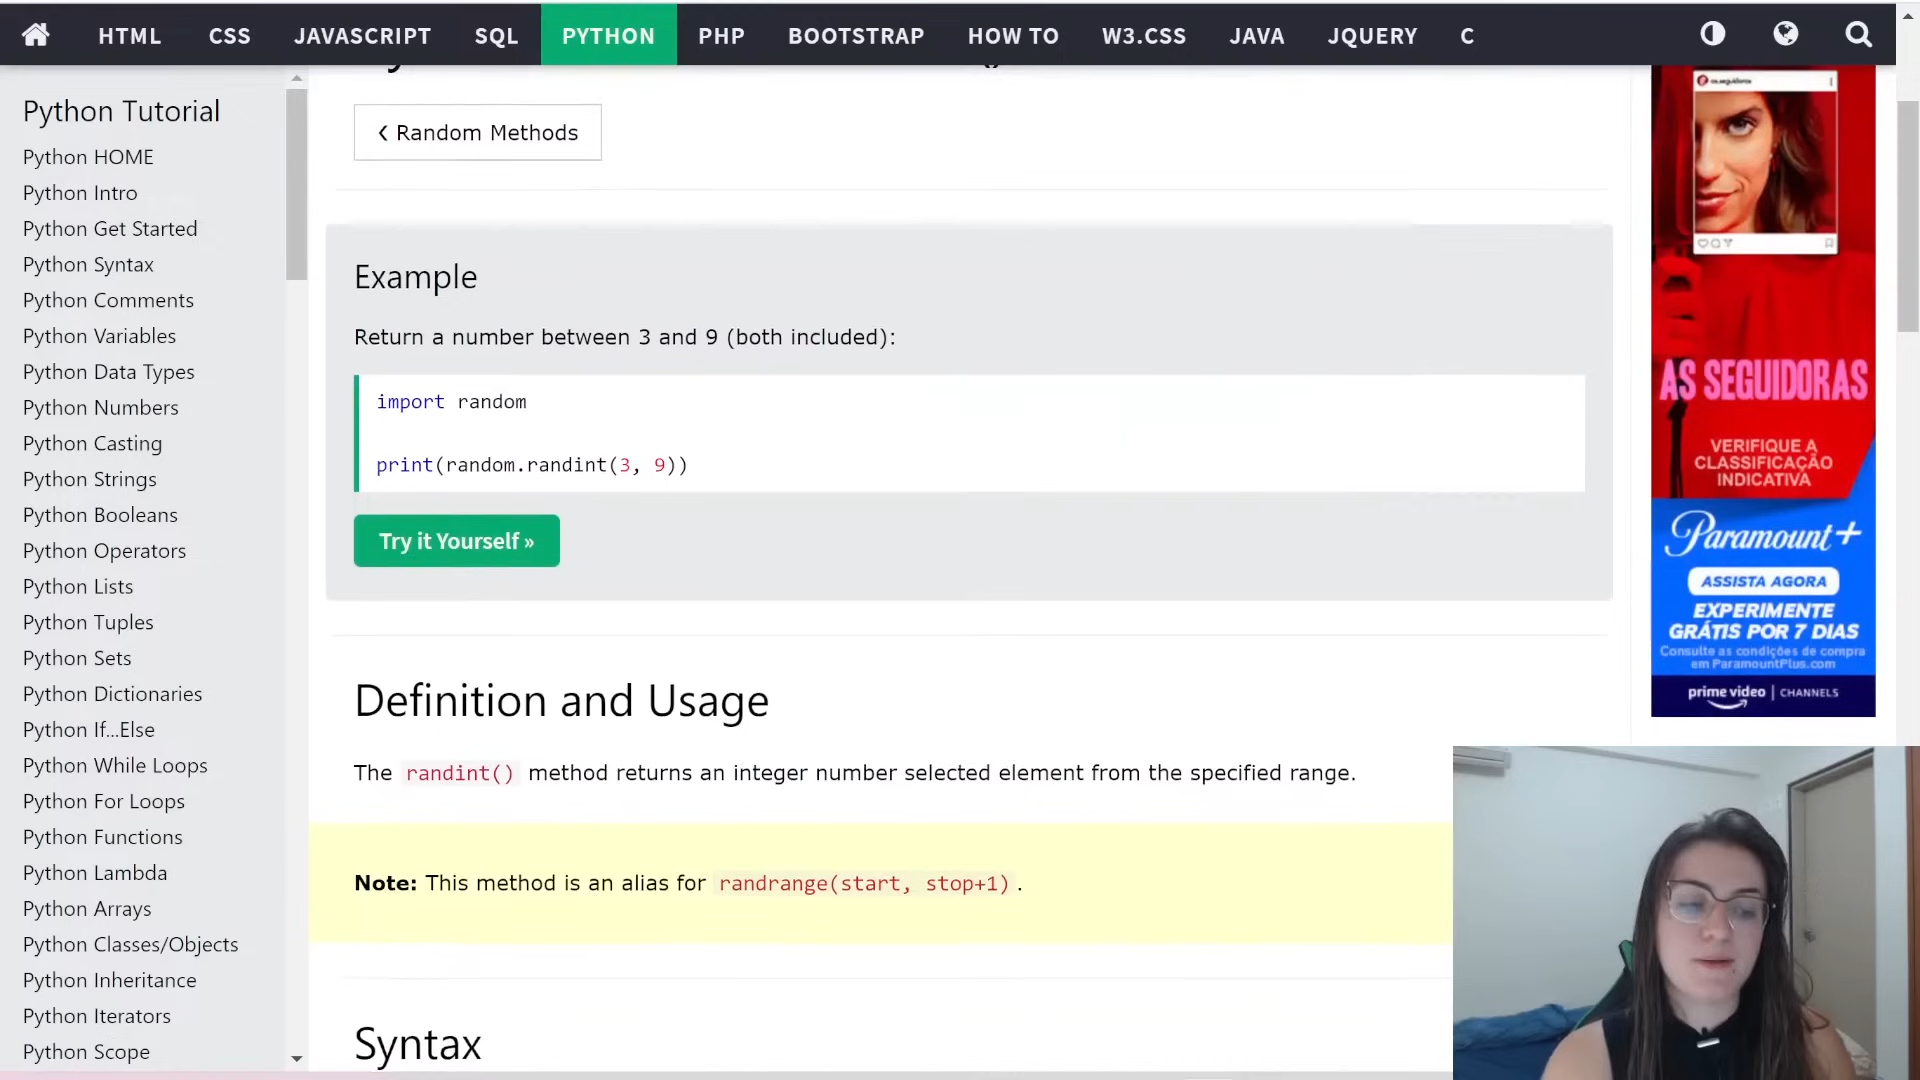 HTML CSS JAVASCRIPT SQL PYTHON PHP BOOTSTRAP HOW TO W3.CSS JAVA JQUERY C
Python Tutorial
Python HOME
Python Intro
Python Get Started
Python Syntax
Python Comments
Python Variables
Python Data Types
Python Numbers
Python Casting
Python Strings
Python Booleans
Python Operators
Python Lists
Python Tuples
Python Sets
Python Dictionaries
Python If...Else
Python While Loops
Python For Loops
Python Functions
Python Lambda
Python Arrays
Python Classes/Objects
Python Inheritance
Python Iterators
Python Scope
❮ Random Methods
Example
Return a number between 3 and 9 (both included):
import random
print(random.randint(3, 9))
Try it Yourself »
Definition and Usage
The randint() method returns an integer number selected element from the specified range.
Note: This method is an alias for randrange(start, stop+1) .
Syntax
AS SEGUIDORAS
VERIFIQUE A
CLASSIFICAÇÃO
INDICATIVA
Paramount+
ASSISTA AGORA
EXPERIMENTE
GRÁTIS POR 7 DIAS
Consulte as condições de compra
em ParamountPlus.com
prime video | CHANNELS